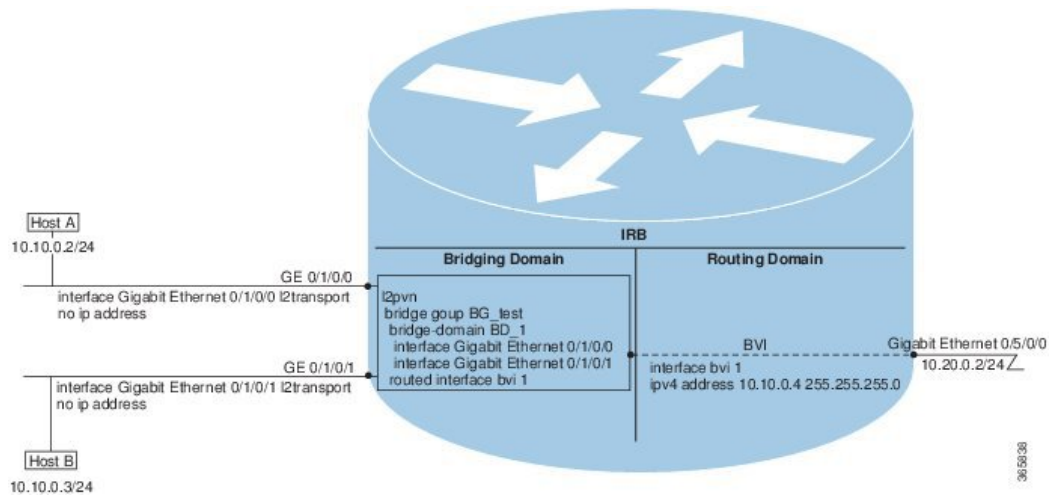 IRB
Bridging Domain
Routing Domain
Host A
10.10.0.2/24
GE 0/1/0/0
interface Gigabit Ethernet 0/1/0/0 l2transport
no ip address
l2pvn
bridge goup BG_test
bridge-domain BD_1
interface Gigabit Ethernet 0/1/0/0
interface Gigabit Ethernet 0/1/0/1
routed interface bvi 1
BVI
interface bvi 1
ipv4 address 10.10.0.4 255.255.255.0
Gigabit Ethernet 0/5/0/0
10.20.0.2/24
GE 0/1/0/1
interface Gigabit Ethernet 0/1/0/1 l2transport
no ip address
Host B
10.10.0.3/24
365838